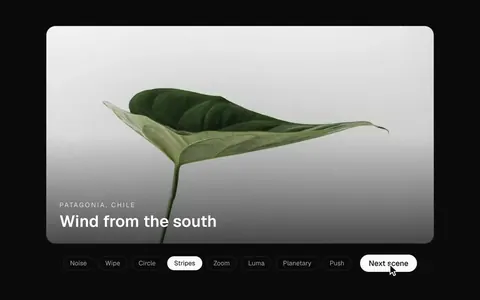 PATAGONIA, CHILE
Wind from the south
Noise Wipe Circle Stripes Zoom Luma Planetary Push Next scene